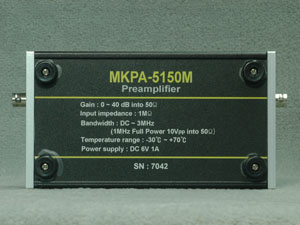 MKPA-5150M
Preamplifier
Gain : 0 ~ 40 dB into 50Ω
Input impedance : 1MΩ
Bandwidth : DC ~ 3MHz
(1MHz Full Power 10Vpp into 50Ω)
Temperature range : -30°C ~ +70°C
Power supply : DC 6V 1A
SN : 7042